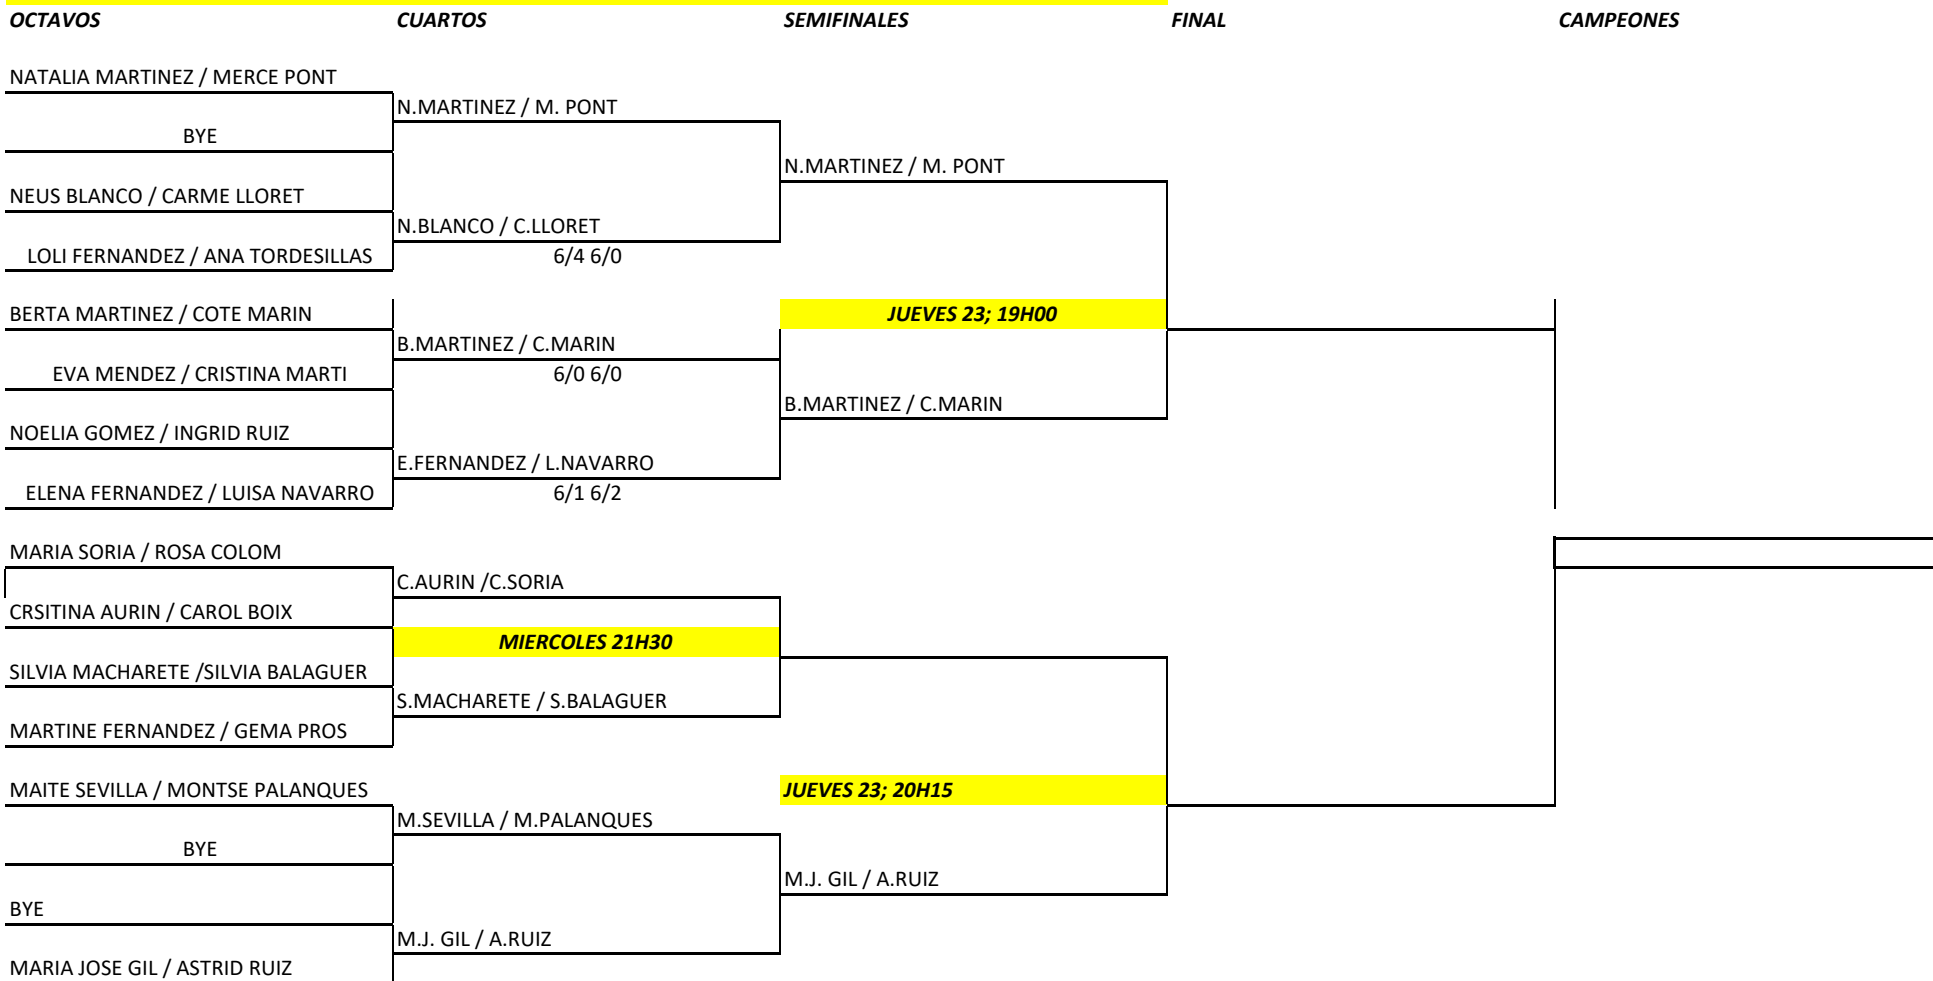 OCTAVOS CUARTOS SEMIFINALES FINAL CAMPEONES
NATALIA MARTINEZ / MERCE PONT
N.MARTINEZ / M. PONT
BYE
N.MARTINEZ / M. PONT
NEUS BLANCO / CARME LLORET
N.BLANCO / C.LLORET
LOLI FERNANDEZ / ANA TORDESILLAS 6/4 6/0
BERTA MARTINEZ / COTE MARIN JUEVES 23; 19H00
B.MARTINEZ / C.MARIN
EVA MENDEZ / CRISTINA MARTI 6/0 6/0
B.MARTINEZ / C.MARIN
NOELIA GOMEZ / INGRID RUIZ
E.FERNANDEZ / L.NAVARRO
ELENA FERNANDEZ / LUISA NAVARRO 6/1 6/2
MARIA SORIA / ROSA COLOM
C.AURIN /C.SORIA
CRSITINA AURIN / CAROL BOIX
MIERCOLES 21H30
SILVIA MACHARETE /SILVIA BALAGUER
S.MACHARETE / S.BALAGUER
MARTINE FERNANDEZ / GEMA PROS
MAITE SEVILLA / MONTSE PALANQUES JUEVES 23; 20H15
M.SEVILLA / M.PALANQUES
BYE
M.J. GIL / A.RUIZ
BYE
M.J. GIL / A.RUIZ
MARIA JOSE GIL / ASTRID RUIZ